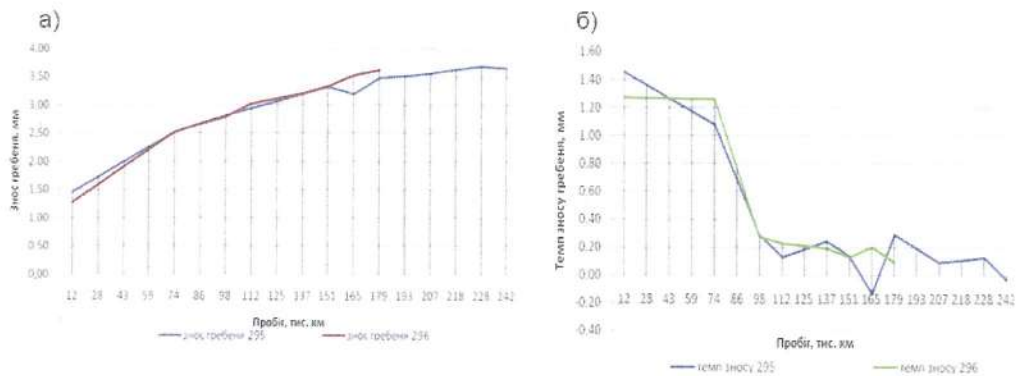 а)
Знос гребеня, мм
4.00
3.50
3.00
2.50
2.00
1.50
1.00
0.50
0,00
12 28 43 59 74 86 98 112 125 137 151 165 179 193 207 218 228 242
Пробіг, тис. км
знос гребеня 295 знос гребеня 296
б)
Темп зносу гребеня, мм
1.60
1.40
1.20
1.00
0.80
0.60
0.40
0.20
-0.00
-0.20
-0.40
12 28 43 59 74 86 98 112 125 137 151 165 179 193 207 218 228 242
Пробіг, тис. км
темп зносу 295 темп зносу 296